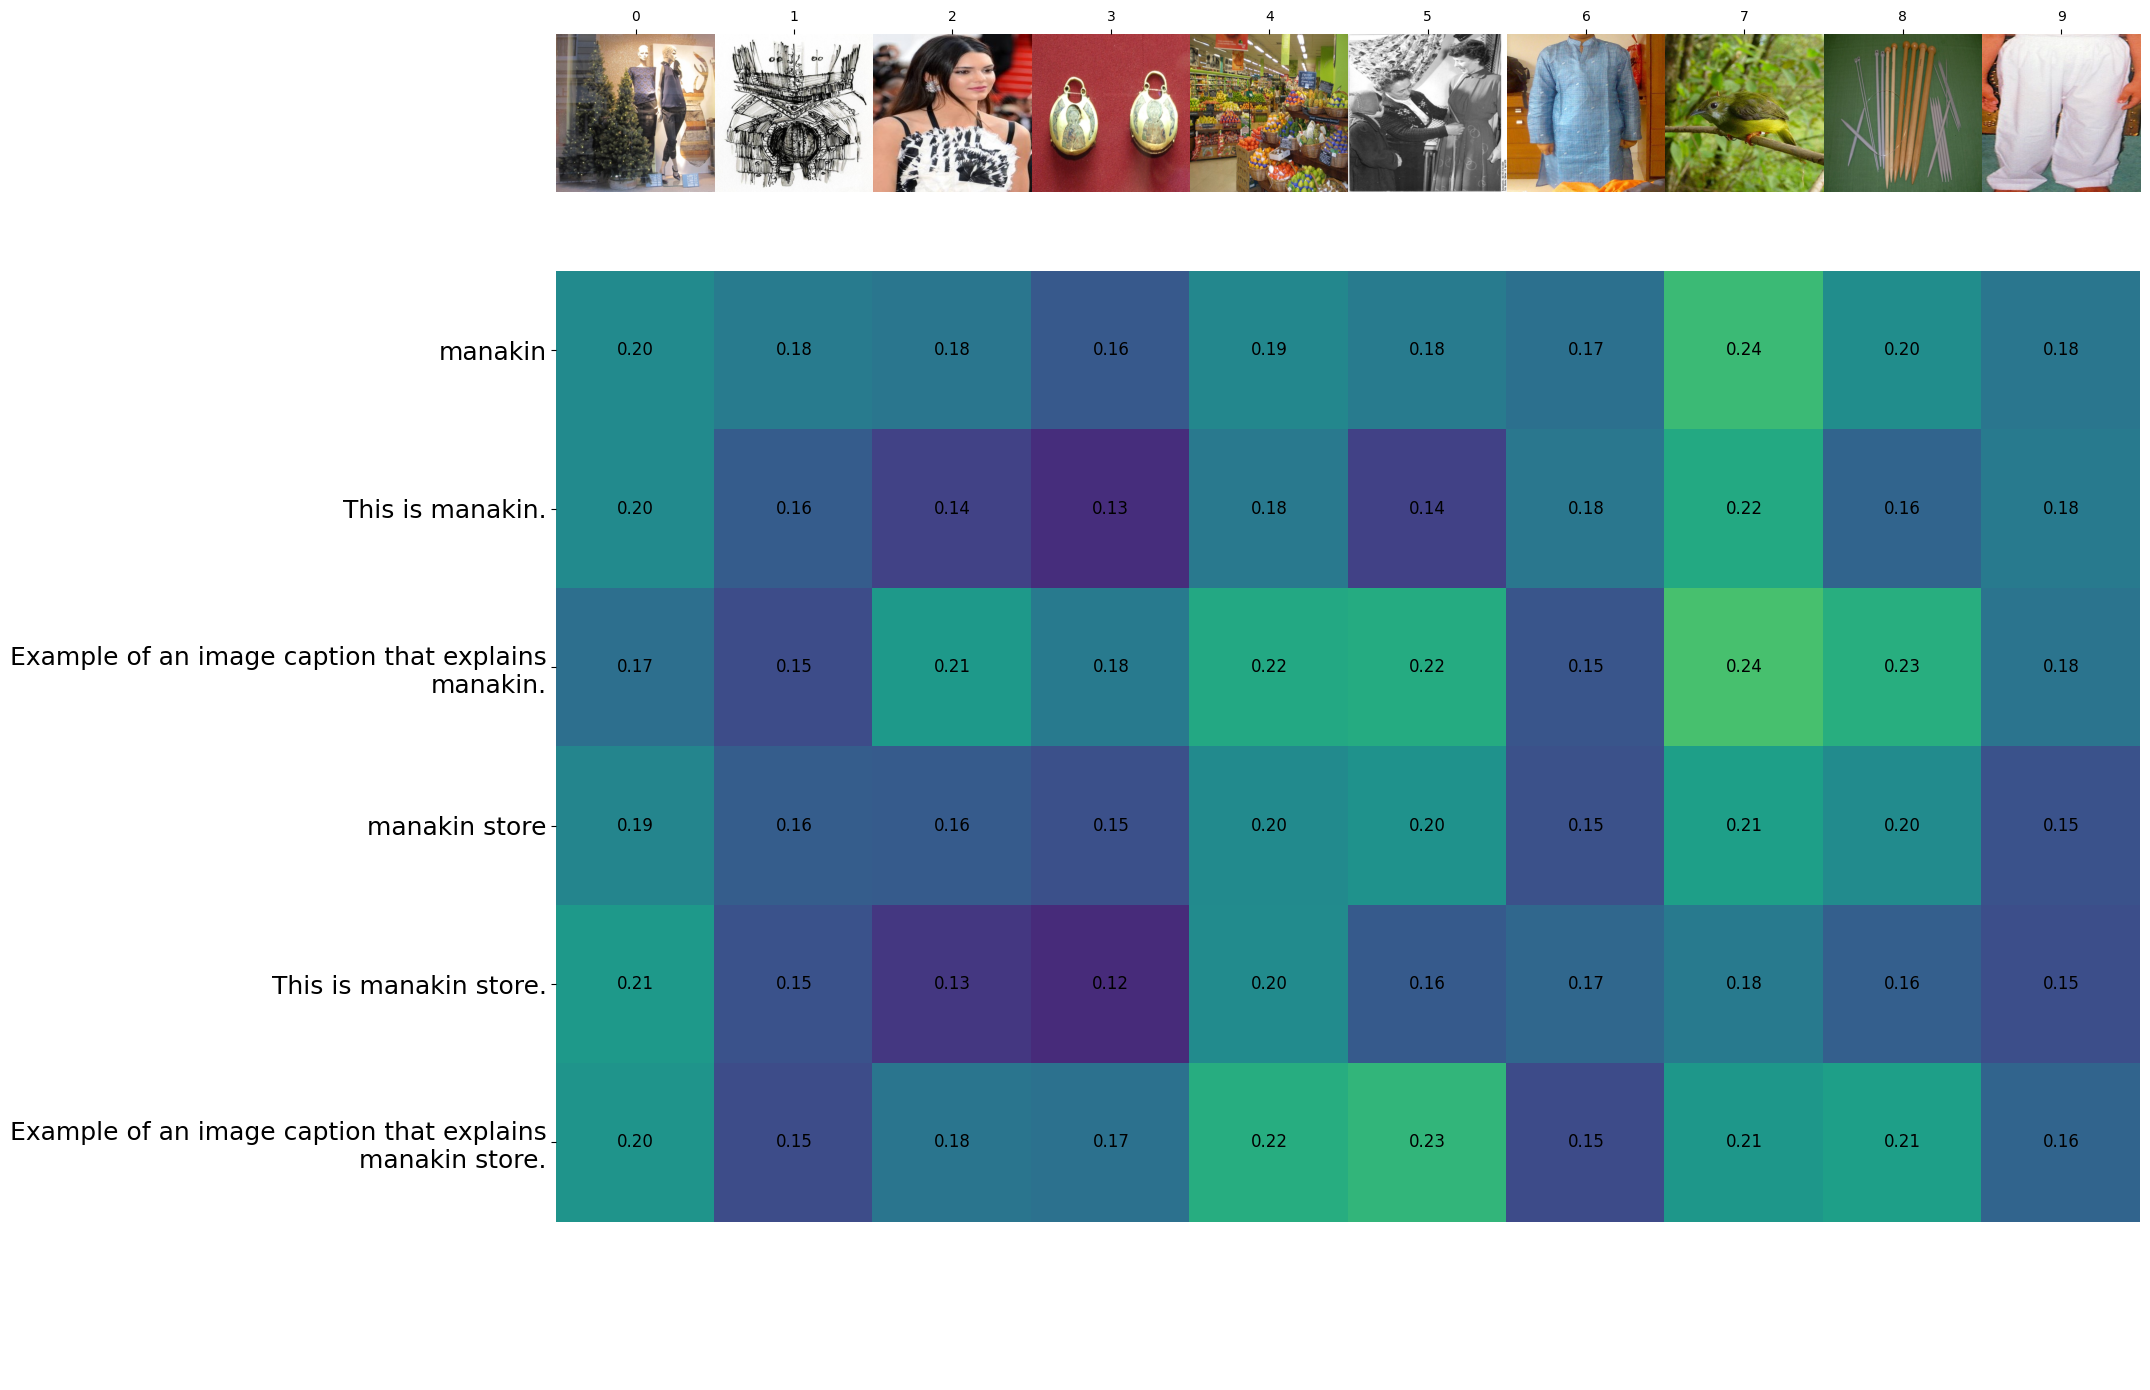 0 1 2 3 4 5 6 7 8 9
manakin 0.20 0.18 0.18 0.16 0.19 0.18 0.17 0.24 0.20 0.18
This is manakin. 0.20 0.16 0.14 0.13 0.18 0.14 0.18 0.22 0.16 0.18
Example of an image caption that explains
manakin. 0.17 0.15 0.21 0.18 0.22 0.22 0.15 0.24 0.23 0.18
manakin store 0.19 0.16 0.16 0.15 0.20 0.20 0.15 0.21 0.20 0.15
This is manakin store. 0.21 0.15 0.13 0.12 0.20 0.16 0.17 0.18 0.16 0.15
Example of an image caption that explains
manakin store. 0.20 0.15 0.18 0.17 0.22 0.23 0.15 0.21 0.21 0.16